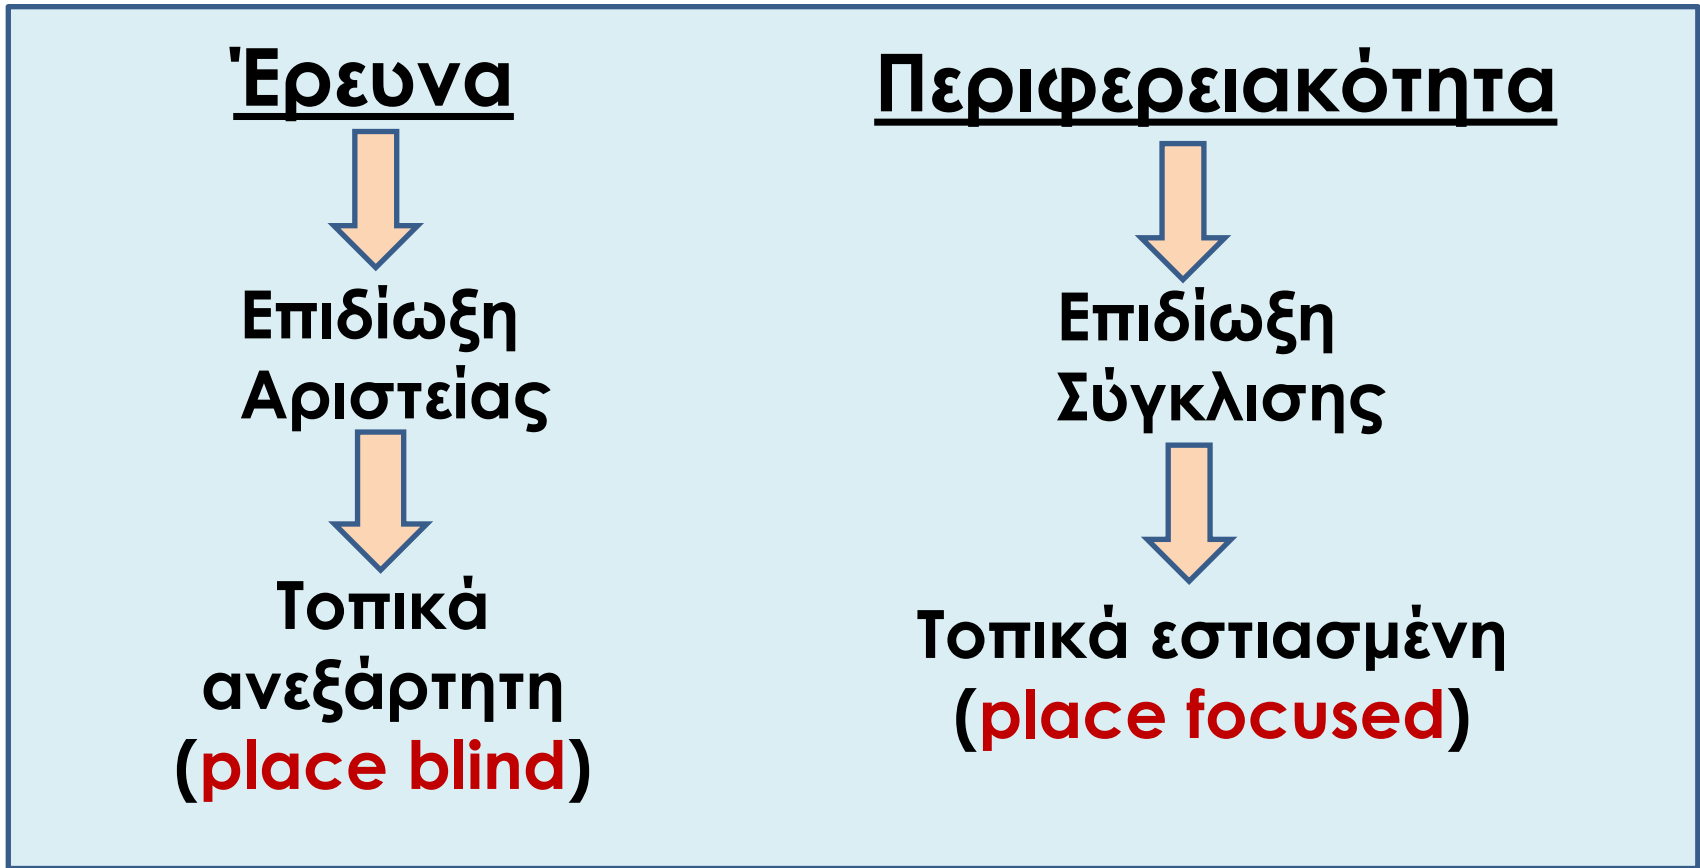 Έρευνα
Επιδίωξη
Αριστείας
Τοπικά
ανεξάρτητη
(place blind)
Περιφερειακότητα
Επιδίωξη
Σύγκλισης
Τοπικά εστιασμένη
(place focused)